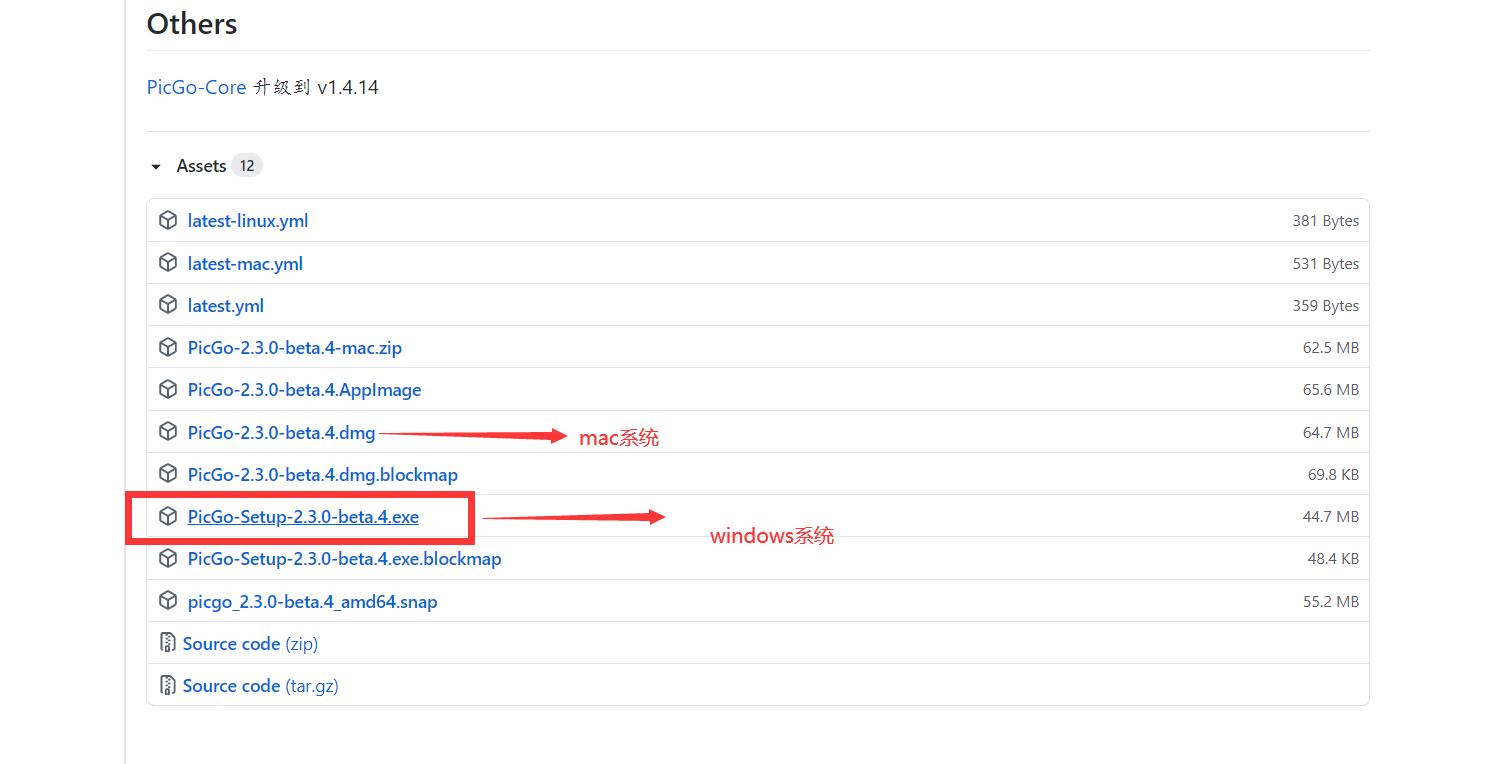 Others
PicGo-Core 升级到 v1.4.14
Assets 12
latest-linux.yml 381 Bytes
latest-mac.yml 531 Bytes
latest.yml 359 Bytes
PicGo-2.3.0-beta.4-mac.zip 62.5 MB
PicGo-2.3.0-beta.4.AppImage 65.6 MB
PicGo-2.3.0-beta.4.dmg mac系统 64.7 MB
PicGo-2.3.0-beta.4.dmg.blockmap 69.8 KB
PicGo-Setup-2.3.0-beta.4.exe windows系统 44.7 MB
PicGo-Setup-2.3.0-beta.4.exe.blockmap 48.4 KB
picgo_2.3.0-beta.4_amd64.snap 55.2 MB
Source code (zip)
Source code (tar.gz)